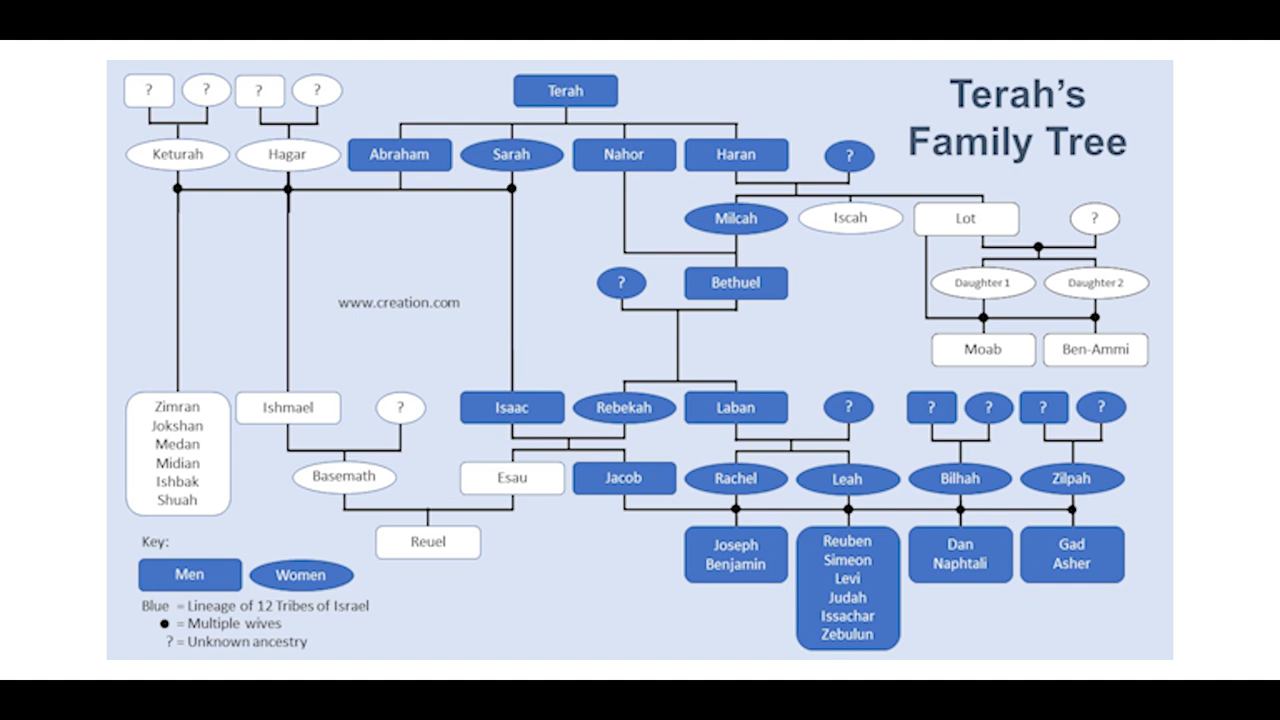 Terah's
Family Tree
? ? ? ? Terah
Keturah Hagar Abraham Sarah Nahor Haran ?
Milcah Iscah Lot ?
? Bethuel Daughter 1 Daughter 2
www.creation.com
Moab Ben-Ammi
Zimran
Jokshan
Medan
Midian
Ishbak
Shuah
Ishmael ? Isaac Rebekah Laban ? ? ? ? ?
Basemath Esau Jacob Rachel Leah Bilhah Zilpah
Reuel
Joseph
Benjamin
Reuben
Simeon
Levi
Judah
Issachar
Zebulun
Dan
Naphtali
Gad
Asher
Key:
Men Women
Blue = Lineage of 12 Tribes of Israel
● = Multiple wives
? = Unknown ancestry